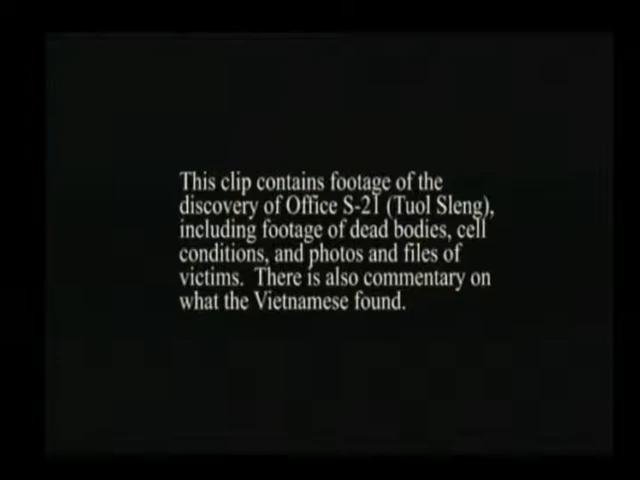 This clip contains footage of the
discovery of Office S-21 (Tuol Sleng),
including footage of dead bodies, cell
conditions, and photos and files of
victims.  There is also commentary on
what the Vietnamese found.